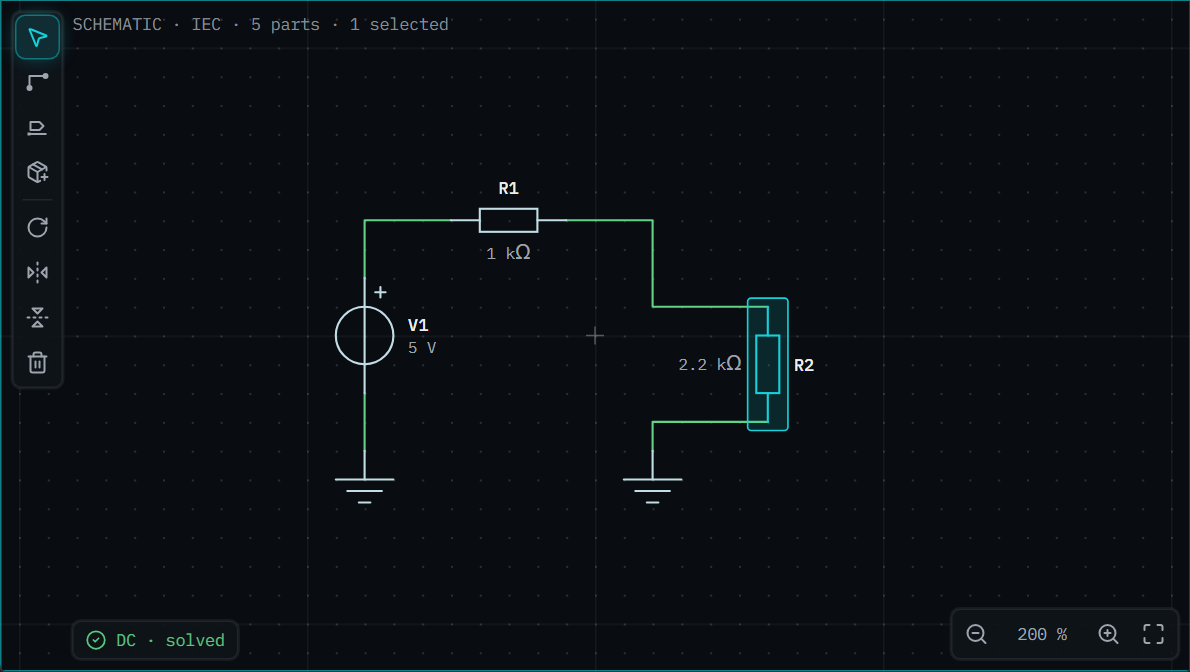 SCHEMATIC · IEC · 5 parts · 1 selected
R1
1 kΩ
+
V1
5 V
2.2 kΩ
R2
DC · solved
200 %